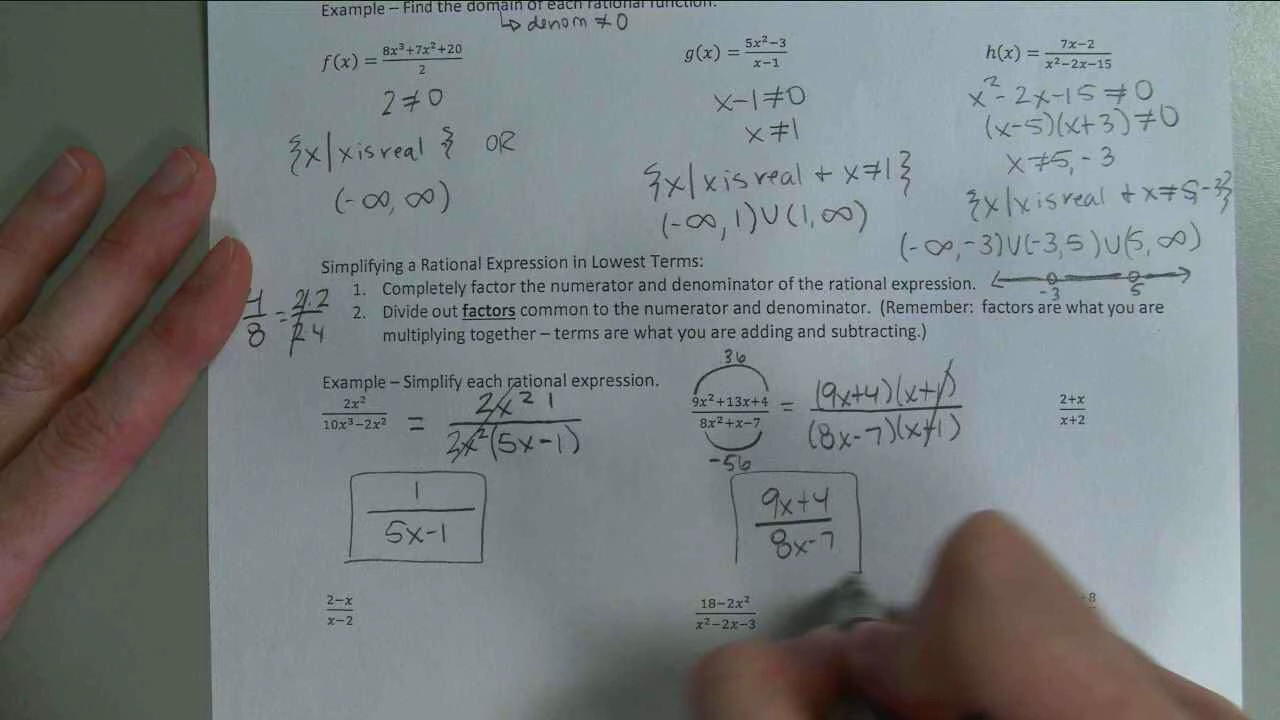 Example – Find the domain of each rational function.
↳ denom ≠ 0
f(x) = 8x³+7x²+20 / 2
2 ≠ 0
{x | x is real } OR
(-∞, ∞)
g(x) = 5x²−3 / x−1
x-1≠0
x≠1
{x | x is real + x≠1}
(-∞, 1)∪(1, ∞)
h(x) = 7x−2 / x²−2x−15
x²-2x-15≠0
(x-5)(x+3)≠0
x≠5,-3
{x | x is real + x≠5,-3}
(-∞,-3)∪(-3,5)∪(5, ∞)
-3 5
Simplifying a Rational Expression in Lowest Terms:
1. Completely factor the numerator and denominator of the rational expression.
2. Divide out factors common to the numerator and denominator. (Remember: factors are what you are
multiplying together – terms are what you are adding and subtracting.)
4/8 = 2·2 / 2·4
Example – Simplify each rational expression.
2x² / 10x³−2x² = 2x² 1 / 2x²(5x-1)
1 / 5x-1
36
9x²+13x+4 / 8x²+x−7 = (9x+4)(x+1) / (8x-7)(x+1)
-56
9x+4 / 8x-7
2+x / x+2
2−x / x−2
18−2x² / x²−2x−3